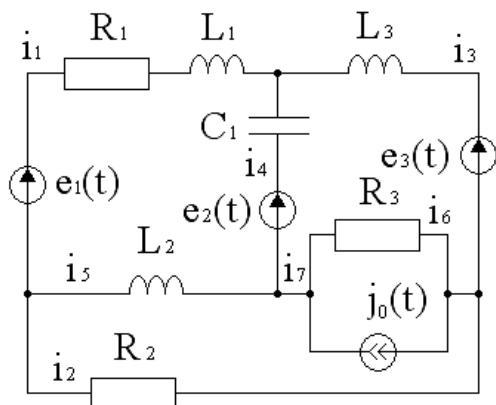 R₁ L₁ L₃
i₁ i₃
C₁
i₄ e₃(t)
e₁(t) e₂(t) R₃ i₆
L₂
i₅ i₇
j₀(t)
i₂ R₂